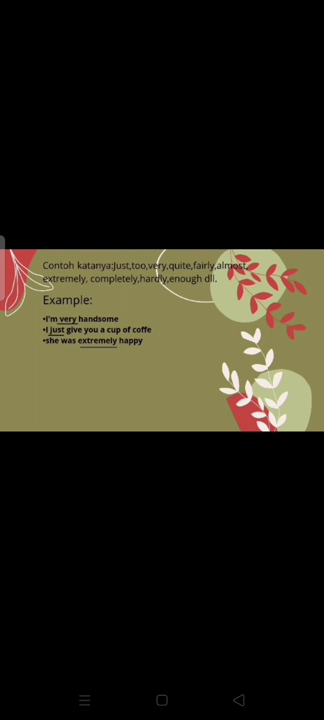 Contoh katanya:Just,too,very,quite,fairly,almost,
extremely, completely,hardly,enough dll.
Example:
•I'm very handsome
•I just give you a cup of coffe
•she was extremely happy